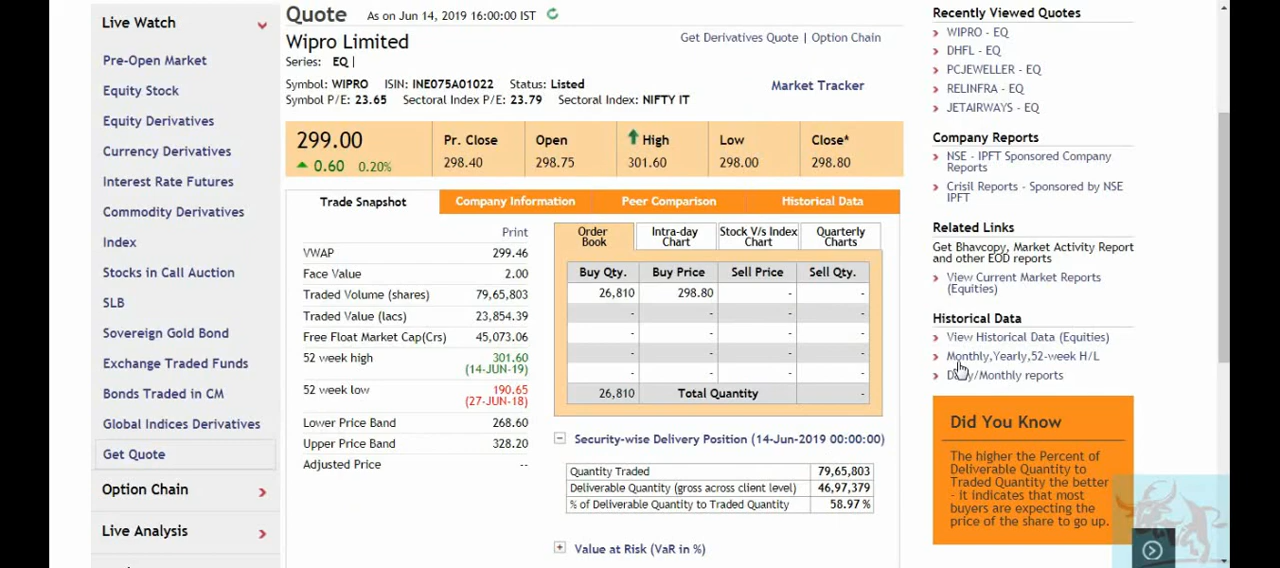 Live Watch
Pre-Open Market
Equity Stock
Equity Derivatives
Currency Derivatives
Interest Rate Futures
Commodity Derivatives
Index
Stocks in Call Auction
SLB
Sovereign Gold Bond
Exchange Traded Funds
Bonds Traded in CM
Global Indices Derivatives
Get Quote
Option Chain
Live Analysis
Quote As on Jun 14, 2019 16:00:00 IST
Wipro Limited
Get Derivatives Quote | Option Chain
Series: EQ |
Symbol: WIPRO ISIN: INE075A01022 Status: Listed
Market Tracker
Symbol P/E: 23.65 Sectoral Index P/E: 23.79 Sectoral Index: NIFTY IT
299.00 Pr. Close Open High Low Close*
0.60 0.20% 298.40 298.75 301.60 298.00 298.80
Trade Snapshot Company Information Peer Comparison Historical Data
Print
VWAP 299.46
Face Value 2.00
Traded Volume (shares) 79,65,803
Traded Value (lacs) 23,854.39
Free Float Market Cap(Crs) 45,073.06
52 week high 301.60
(14-JUN-19)
52 week low 190.65
(27-JUN-18)
Lower Price Band 268.60
Upper Price Band 328.20
Adjusted Price --
Order Book
Intra-day Chart
Stock V/s Index Chart
Quarterly Charts
Buy Qty. Buy Price Sell Price Sell Qty.
26,810 298.80 - -
- - - -
- - - -
- - - -
- - - -
26,810 Total Quantity -
Security-wise Delivery Position (14-Jun-2019 00:00:00)
Quantity Traded 79,65,803
Deliverable Quantity (gross across client level) 46,97,379
% of Deliverable Quantity to Traded Quantity 58.97 %
Value at Risk (VaR in %)
Recently Viewed Quotes
WIPRO - EQ
DHFL - EQ
PCJEWELLER - EQ
RELINFRA - EQ
JETAIRWAYS - EQ
Company Reports
NSE - IPFT Sponsored Company
Reports
Crisil Reports - Sponsored by NSE
IPFT
Related Links
Get Bhavcopy, Market Activity Report
and other EOD reports
View Current Market Reports
(Equities)
Historical Data
View Historical Data (Equities)
Monthly,Yearly,52-week H/L
/Monthly reports
Did You Know
The higher the Percent of
Deliverable Quantity to
Traded Quantity the better
- it indicates that most
buyers are expecting the
price of the share to go up.